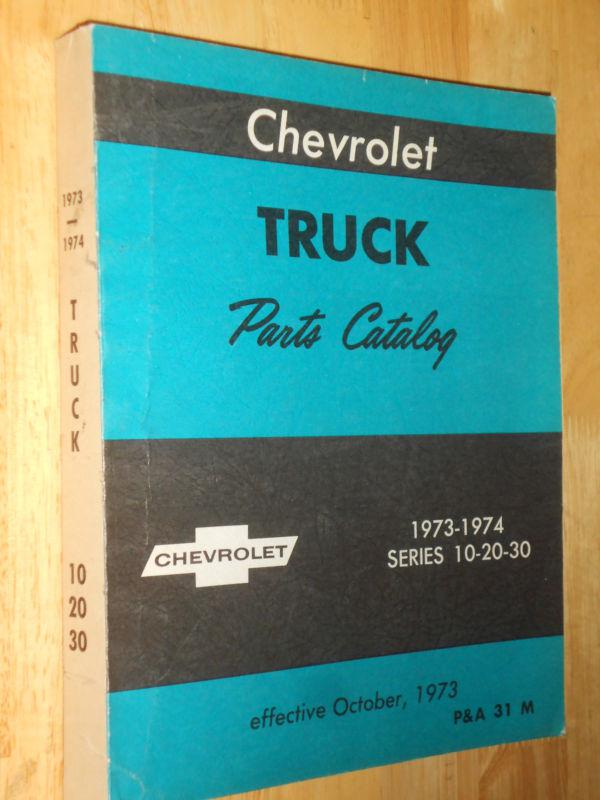 Chevrolet
TRUCK
Parts Catalog
CHEVROLET
1973-1974
SERIES 10-20-30
effective October, 1973
P&A 31 M
1973
—
1974
TRUCK
10
20
30